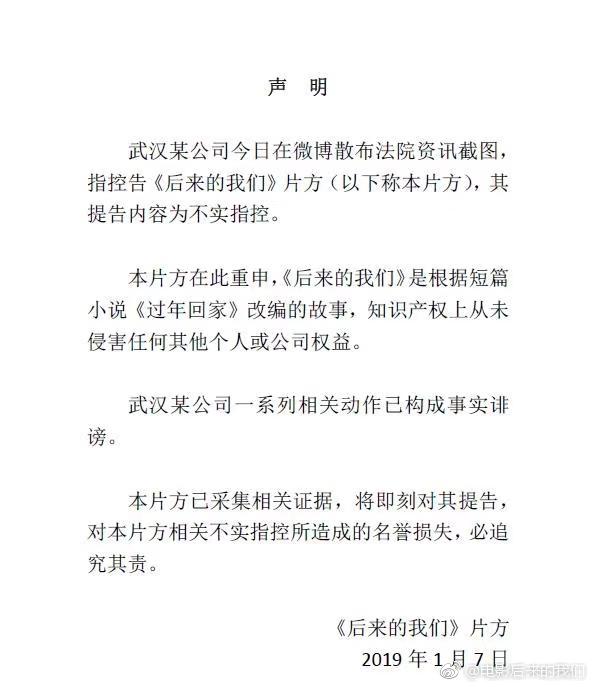 声 明
武汉某公司今日在微博散布法院资讯截图，
指控告《后来的我们》片方（以下称本片方），其
提告内容为不实指控。
本片方在此重申，《后来的我们》是根据短篇
小说《过年回家》改编的故事，知识产权上从未
侵害任何其他个人或公司权益。
武汉某公司一系列相关动作已构成事实诽
谤。
本片方已采集相关证据，将即刻对其提告，
对本片方相关不实指控所造成的名誉损失，必追
究其责。
《后来的我们》片方
2019 年 1 月 7 日
@电影后来的我们